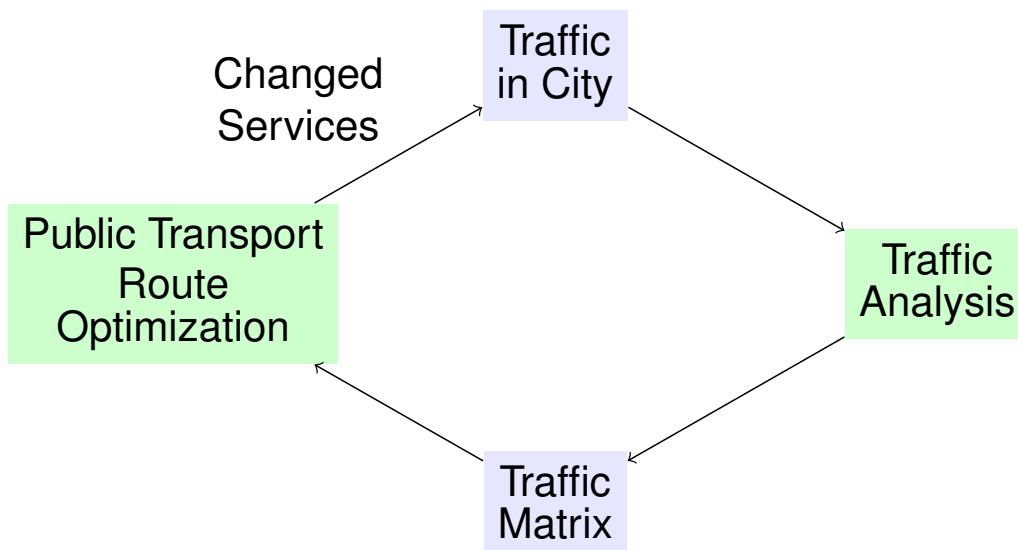 Traffic
in City
Changed
Services
Public Transport
Route
Optimization
Traffic
Analysis
Traffic
Matrix